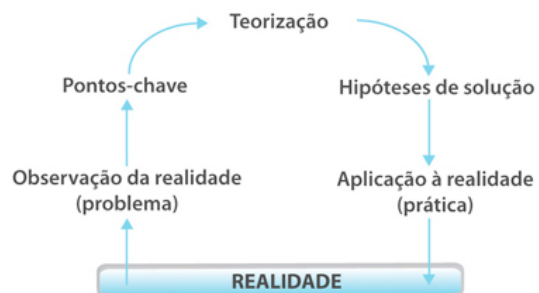 Teorização
Pontos-chave
Hipóteses de solução
Observação da realidade
(problema)
Aplicação à realidade
(prática)
REALIDADE